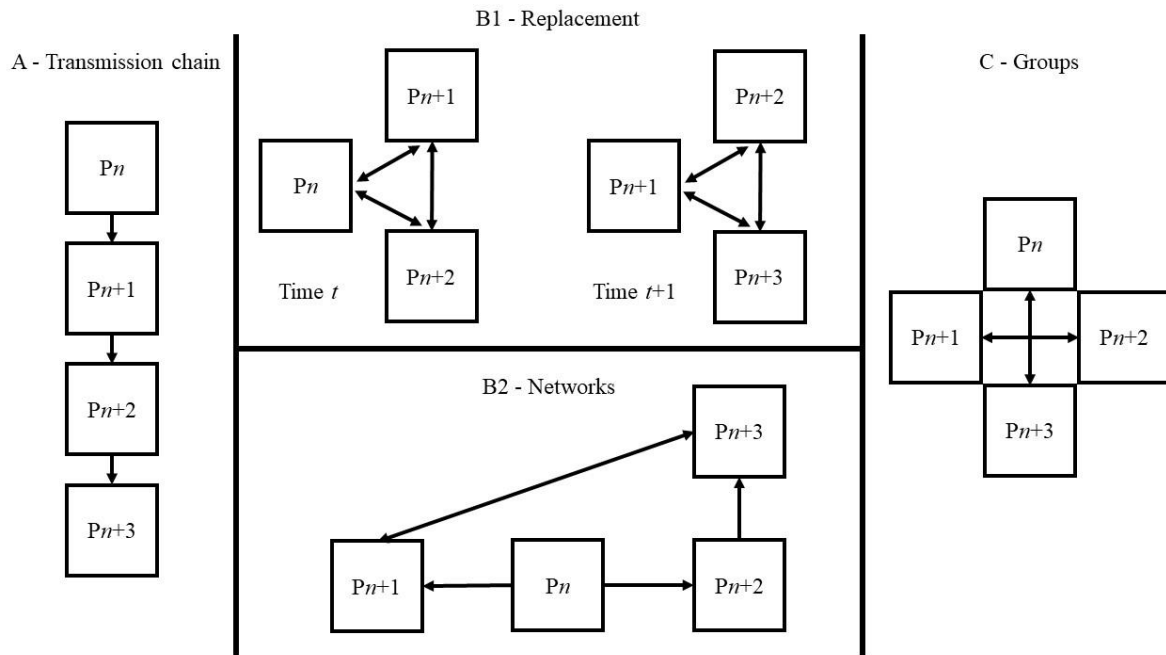 A - Transmission chain
Pn
Pn+1
Pn+2
Pn+3
B1 - Replacement
Pn+1
Pn
Pn+2
Time t
Pn+2
Pn+1
Pn+3
Time t+1
B2 - Networks
Pn+3
Pn+1
Pn
Pn+2
C - Groups
Pn
Pn+1
Pn+2
Pn+3